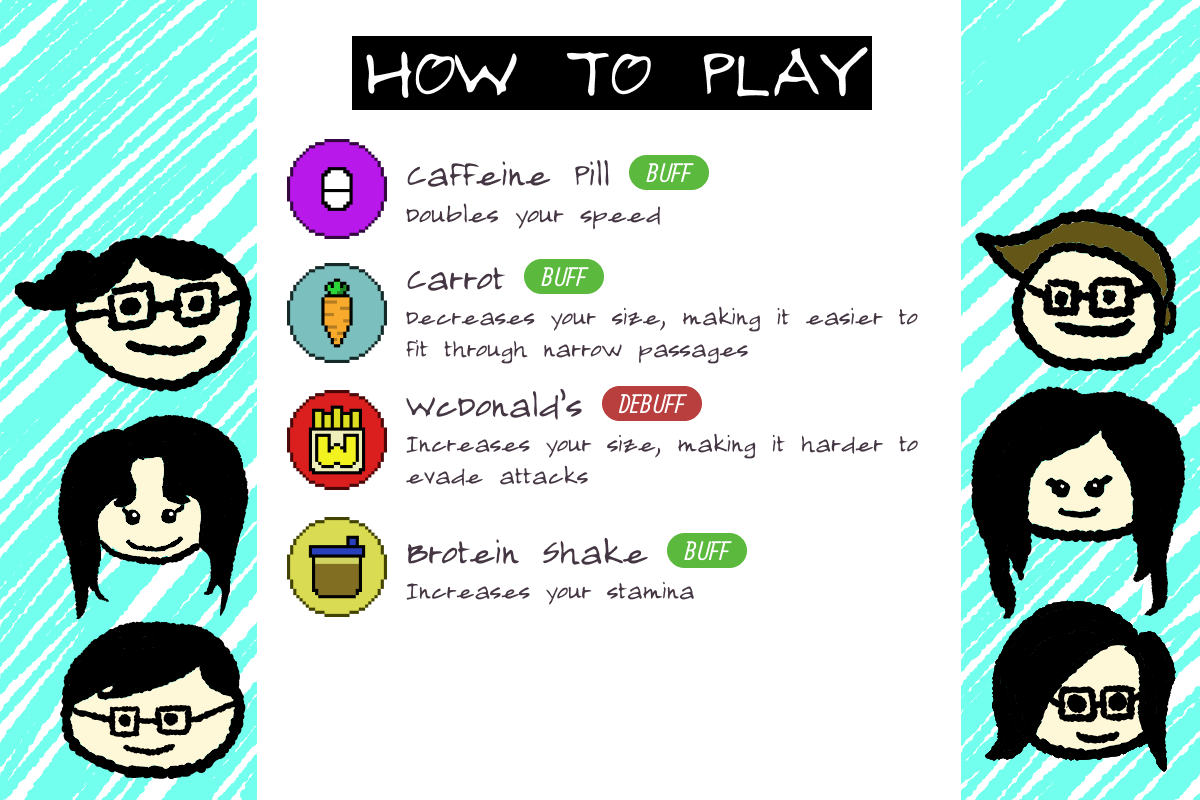 HOW TO PLAY
Caffeine Pill BUFF
Doubles your speed
Carrot BUFF
Decreases your size, making it easier to
fit through narrow passages
WcDonald's DEBUFF
Increases your size, making it harder to
evade attacks
W
Brotein Shake BUFF
Increases your stamina